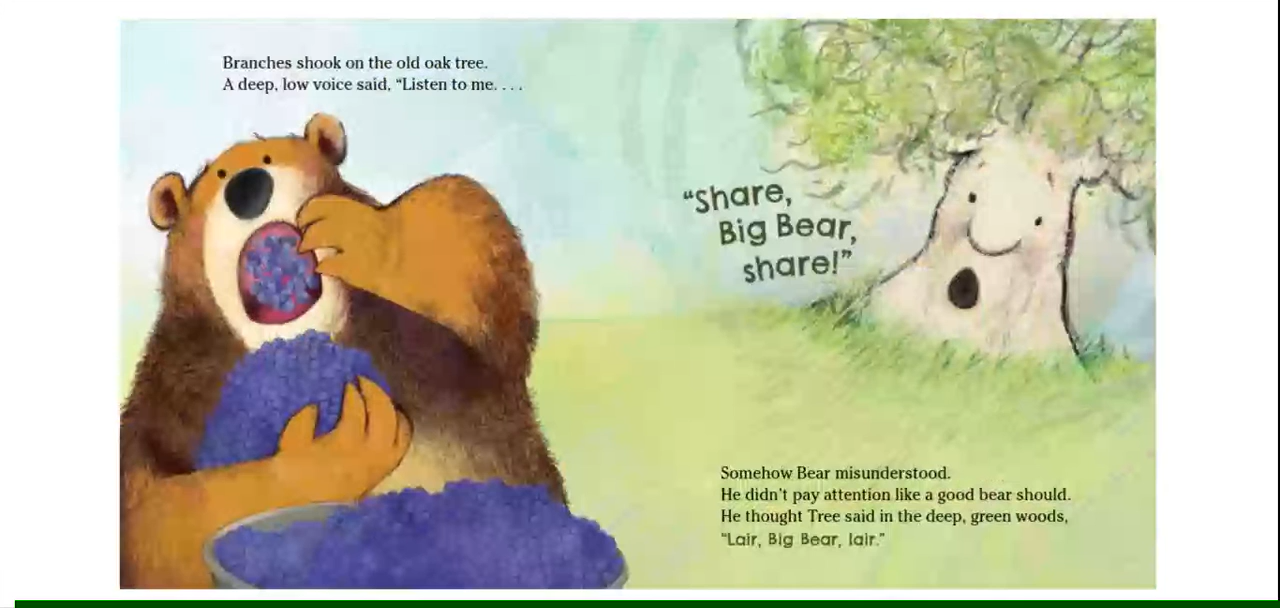 Branches shook on the old oak tree.
A deep, low voice said, “Listen to me. . . .
“Share,
Big Bear,
share!”
Somehow Bear misunderstood.
He didn’t pay attention like a good bear should.
He thought Tree said in the deep, green woods,
“Lair, Big Bear, lair.”